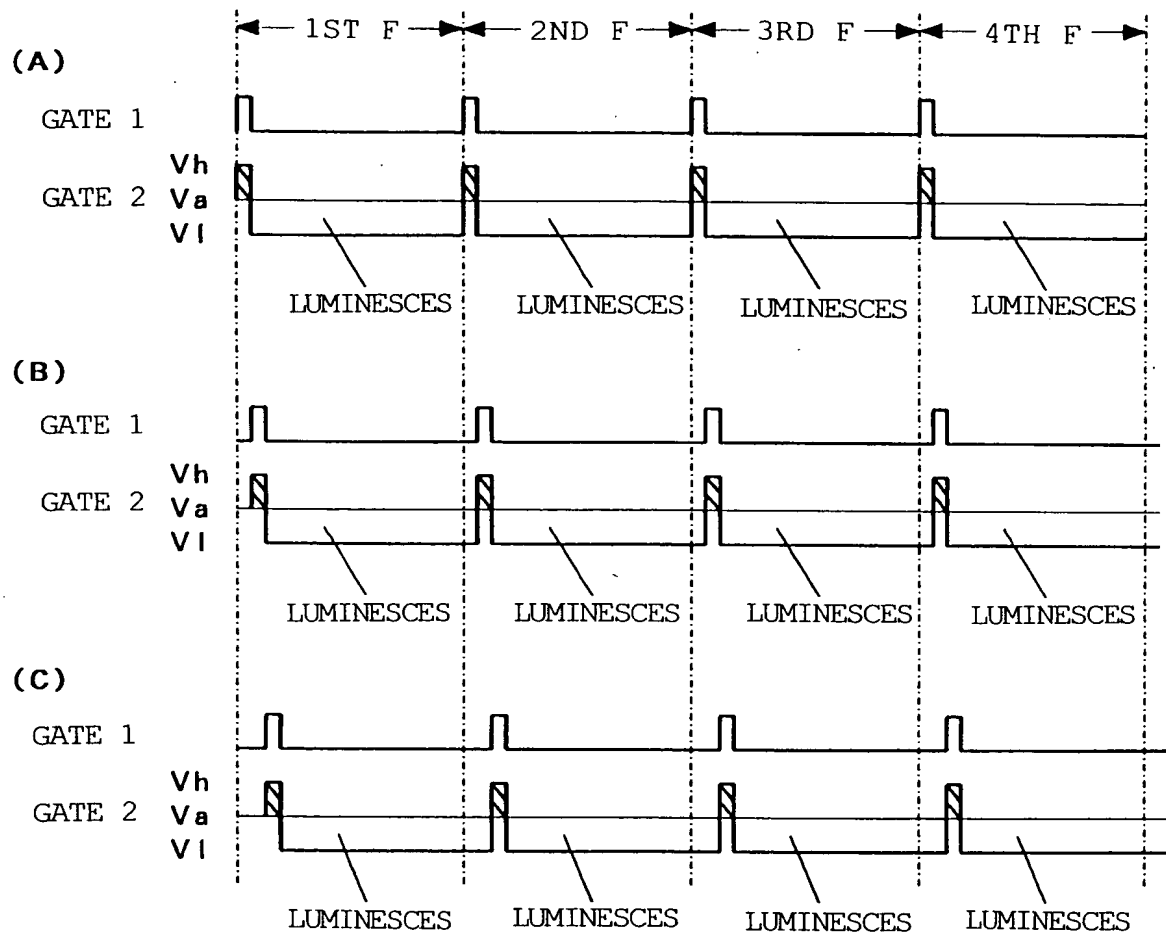 1ST F 2ND F 3RD F 4TH F
(A)
GATE 1
Vh
GATE 2 Va
Vl
LUMINESCES LUMINESCES LUMINESCES LUMINESCES
(B)
GATE 1
Vh
GATE 2 Va
Vl
LUMINESCES LUMINESCES LUMINESCES LUMINESCES
(C)
GATE 1
Vh
GATE 2 Va
Vl
LUMINESCES LUMINESCES LUMINESCES LUMINESCES